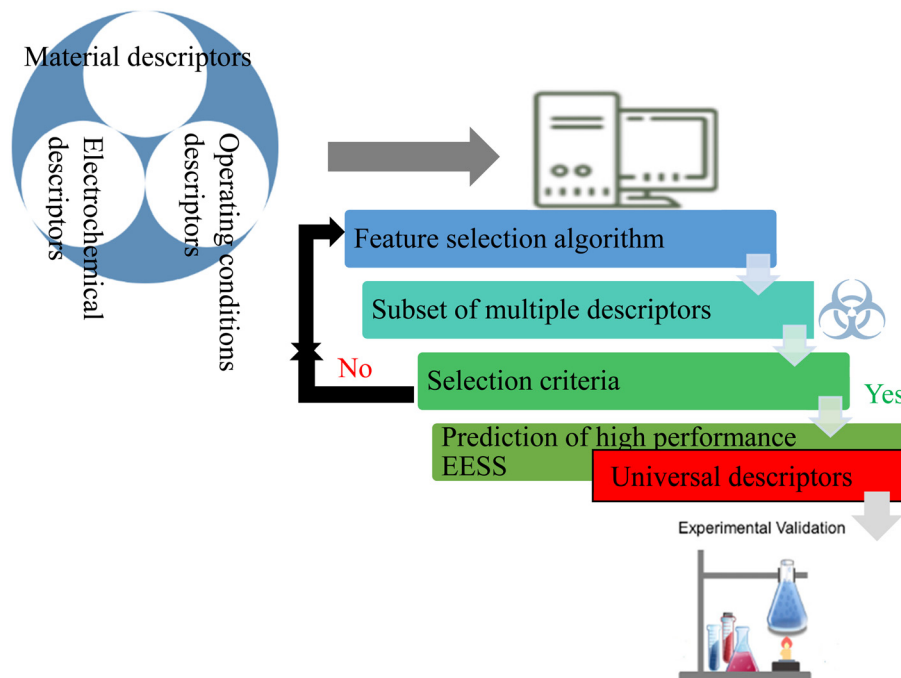 Material descriptors
Electrochemical
descriptors
Operating conditions
descriptors
Feature selection algorithm
Subset of multiple descriptors
No
Selection criteria
Yes
Prediction of high performance
EESS
Universal descriptors
Experimental Validation